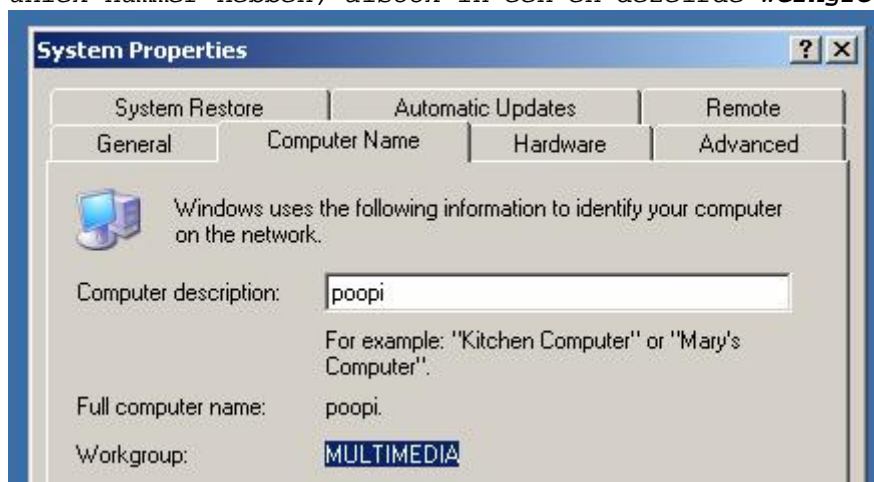 System Properties
System Restore Automatic Updates Remote
General Computer Name Hardware Advanced
Windows uses the following information to identify your computer
on the network.
Computer description: poopi
For example: "Kitchen Computer" or "Mary's
Computer".
Full computer name: poopi.
Workgroup: MULTIMEDIA